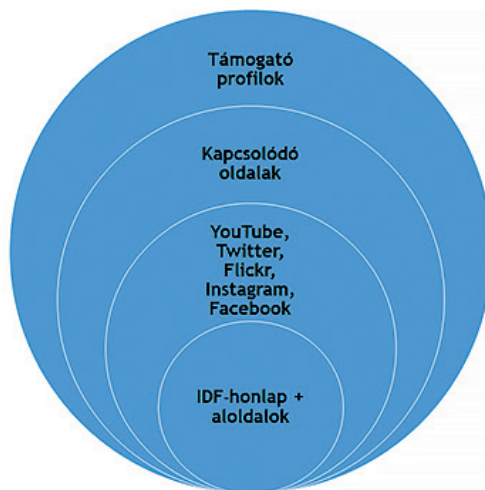 Támogató
profilok
Kapcsolódó
oldalak
YouTube,
Twitter,
Flickr,
Instagram,
Facebook
IDF-honlap +
aloldalok